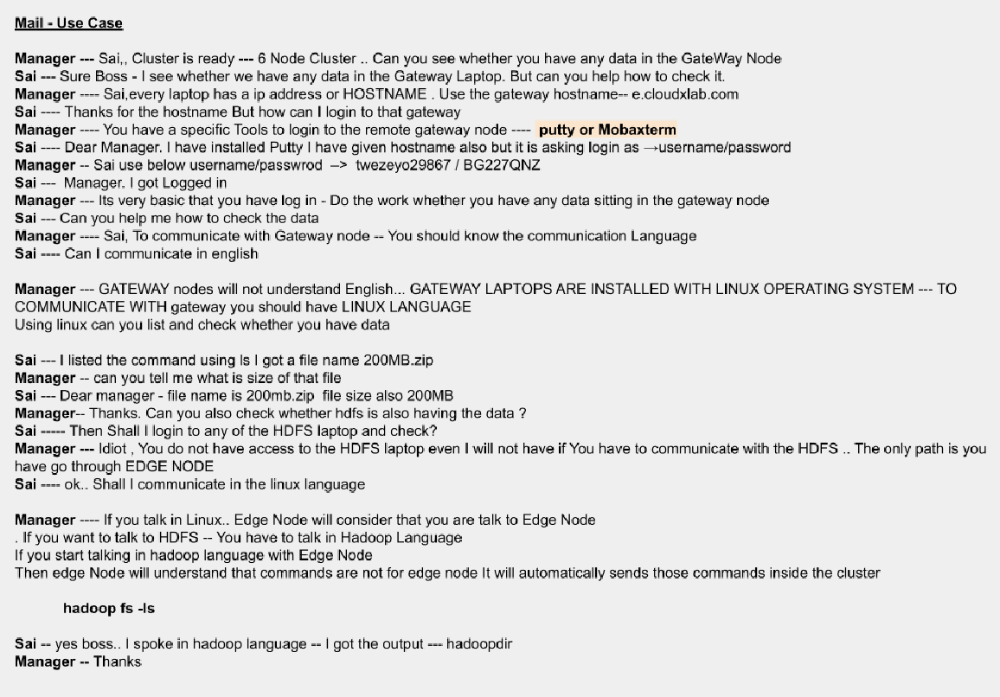 Mail - Use Case
Manager --- Sai,, Cluster is ready --- 6 Node Cluster .. Can you see whether you have any data in the GateWay Node
Sai --- Sure Boss - I see whether we have any data in the Gateway Laptop. But can you help how to check it.
Manager ---- Sai,every laptop has a ip address or HOSTNAME . Use the gateway hostname-- e.cloudxlab.com
Sai ---- Thanks for the hostname But how can I login to that gateway
Manager ---- You have a specific Tools to login to the remote gateway node ---- putty or Mobaxterm
Sai ---- Dear Manager. I have installed Putty I have given hostname also but it is asking login as →username/password
Manager -- Sai use below username/passwrod –> twezeyo29867 / BG227QNZ
Sai --- Manager. I got Logged in
Manager --- Its very basic that you have log in - Do the work whether you have any data sitting in the gateway node
Sai --- Can you help me how to check the data
Manager ---- Sai, To communicate with Gateway node -- You should know the communication Language
Sai ---- Can I communicate in english
Manager --- GATEWAY nodes will not understand English... GATEWAY LAPTOPS ARE INSTALLED WITH LINUX OPERATING SYSTEM --- TO
COMMUNICATE WITH gateway you should have LINUX LANGUAGE
Using linux can you list and check whether you have data
Sai --- I listed the command using ls I got a file name 200MB.zip
Manager -- can you tell me what is size of that file
Sai --- Dear manager - file name is 200mb.zip file size also 200MB
Manager-- Thanks. Can you also check whether hdfs is also having the data ?
Sai ----- Then Shall I login to any of the HDFS laptop and check?
Manager --- Idiot , You do not have access to the HDFS laptop even I will not have if You have to communicate with the HDFS .. The only path is you
have go through EDGE NODE
Sai ---- ok.. Shall I communicate in the linux language
Manager ---- If you talk in Linux.. Edge Node will consider that you are talk to Edge Node
. If you want to talk to HDFS -- You have to talk in Hadoop Language
If you start talking in hadoop language with Edge Node
Then edge Node will understand that commands are not for edge node It will automatically sends those commands inside the cluster
hadoop fs -ls
Sai -- yes boss.. I spoke in hadoop language -- I got the output --- hadoopdir
Manager -- Thanks